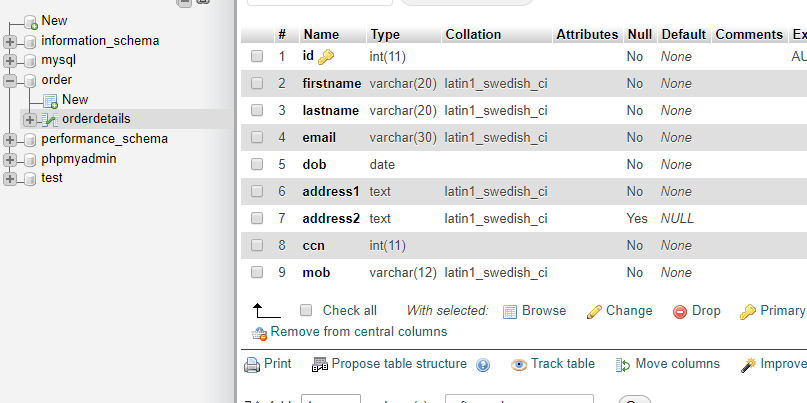 New
information_schema
mysql
order
New
orderdetails
performance_schema
phpmyadmin
test
# Name Type Collation Attributes Null Default Comments Ex
1 id int(11) No None AU
2 firstname varchar(20) latin1_swedish_ci No None
3 lastname varchar(20) latin1_swedish_ci No None
4 email varchar(30) latin1_swedish_ci No None
5 dob date No None
6 address1 text latin1_swedish_ci No None
7 address2 text latin1_swedish_ci Yes NULL
8 ccn int(11) No None
9 mob varchar(12) latin1_swedish_ci No None
Check all With selected: Browse Change Drop Primary
Remove from central columns
Print Propose table structure Track table Move columns Improve